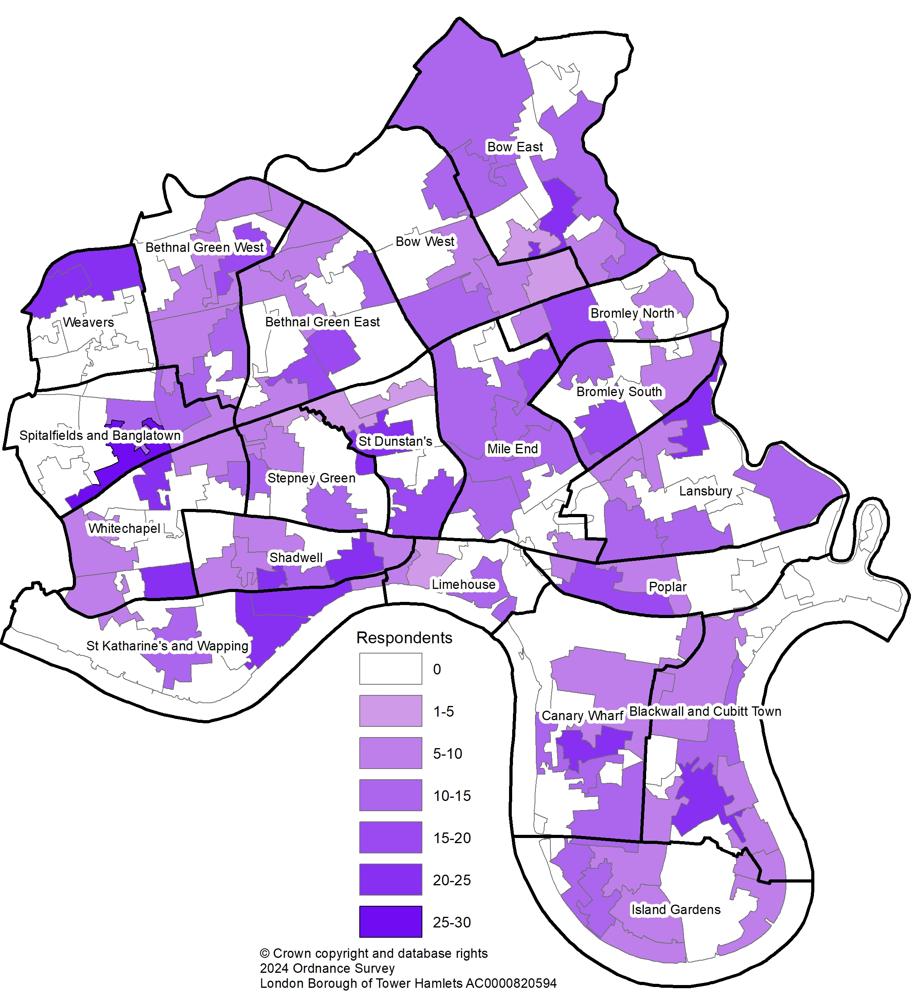 Bow East
Bow West
Bethnal Green West
Bromley North
Weavers
Bethnal Green East
Bromley South
Spitalfields and Banglatown
St Dunstan's
Mile End
Stepney Green
Lansbury
Whitechapel
Shadwell
Limehouse
Poplar
St Katharine's and Wapping
Canary Wharf
Blackwall and Cubitt Town
Island Gardens
Respondents
0
1-5
5-10
10-15
15-20
20-25
25-30
© Crown copyright and database rights
2024 Ordnance Survey
London Borough of Tower Hamlets AC0000820594